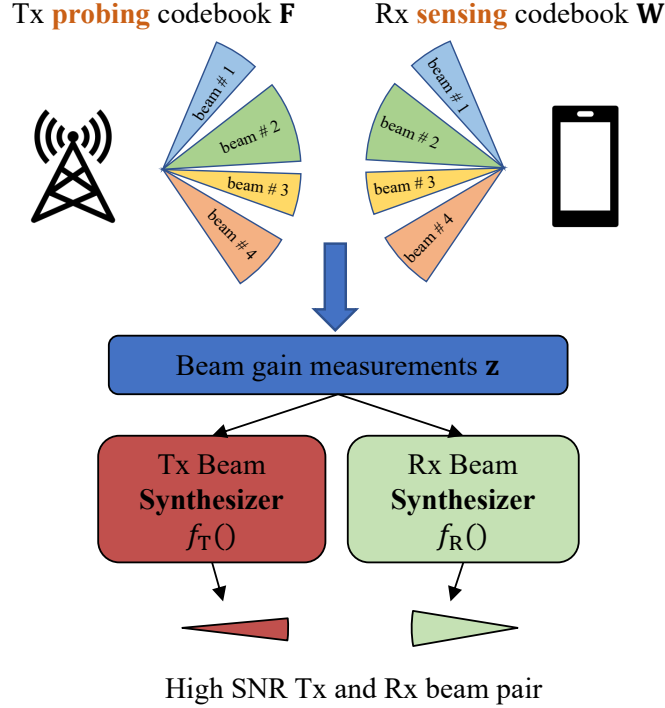 Tx probing codebook F
Rx sensing codebook W
beam # 1
beam # 2
beam # 3
beam # 4
beam # 1
beam # 2
beam # 3
beam # 4
Beam gain measurements z
Tx Beam
Synthesizer
f_T()
Rx Beam
Synthesizer
f_R()
High SNR Tx and Rx beam pair